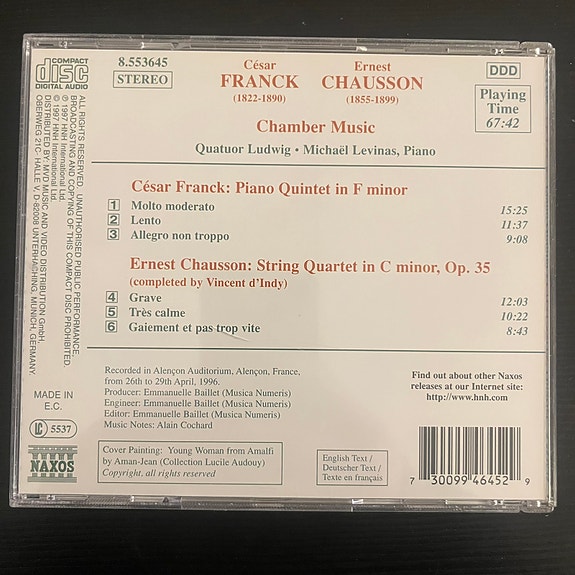 COMPACT
disc
DIGITAL AUDIO
8.553645
STEREO
César
FRANCK
(1822-1890)
Ernest
CHAUSSON
(1855-1899)
DDD
Playing
Time
67:42
Chamber Music
Quatuor Ludwig • Michaël Levinas, Piano
César Franck: Piano Quintet in F minor
1 Molto moderato 15:25
2 Lento 11:37
3 Allegro non troppo 9:08
Ernest Chausson: String Quartet in C minor, Op. 35
(completed by Vincent d'Indy)
4 Grave 12:03
5 Très calme 10:22
6 Gaiement et pas trop vite 8:43
Recorded in Alençon Auditorium, Alençon, France,
from 26th to 29th April, 1996.
Producer: Emmanuelle Baillet (Musica Numeris)
Engineer: Emmanuelle Baillet (Musica Numeris)
Editor: Emmanuelle Baillet (Musica Numeris)
Music Notes: Alain Cochard
Cover Painting: Young Woman from Amalfi
by Aman-Jean (Collection Lucile Audouy)
Copyright, all rights reserved
English Text /
Deutscher Text /
Texte en français
Find out about other Naxos
releases at our Internet site:
http://www.hnh.com
7 30099 46452 9
ALL RIGHTS RESERVED. UNAUTHORISED PUBLIC PERFORMANCE,
BROADCASTING AND COPYING OF THIS COMPACT DISC PROHIBITED.
℗ 1997 HNH International Ltd.
© 1997 HNH International Ltd.
DISTRIBUTED BY: MVD MUSIC AND VIDEO DISTRIBUTION GmbH,
OBERWEG 21C - HALLE V, D-82008 UNTERHACHING, MUNICH, GERMANY.
MADE IN
E.C.
LC 5537
NAXOS